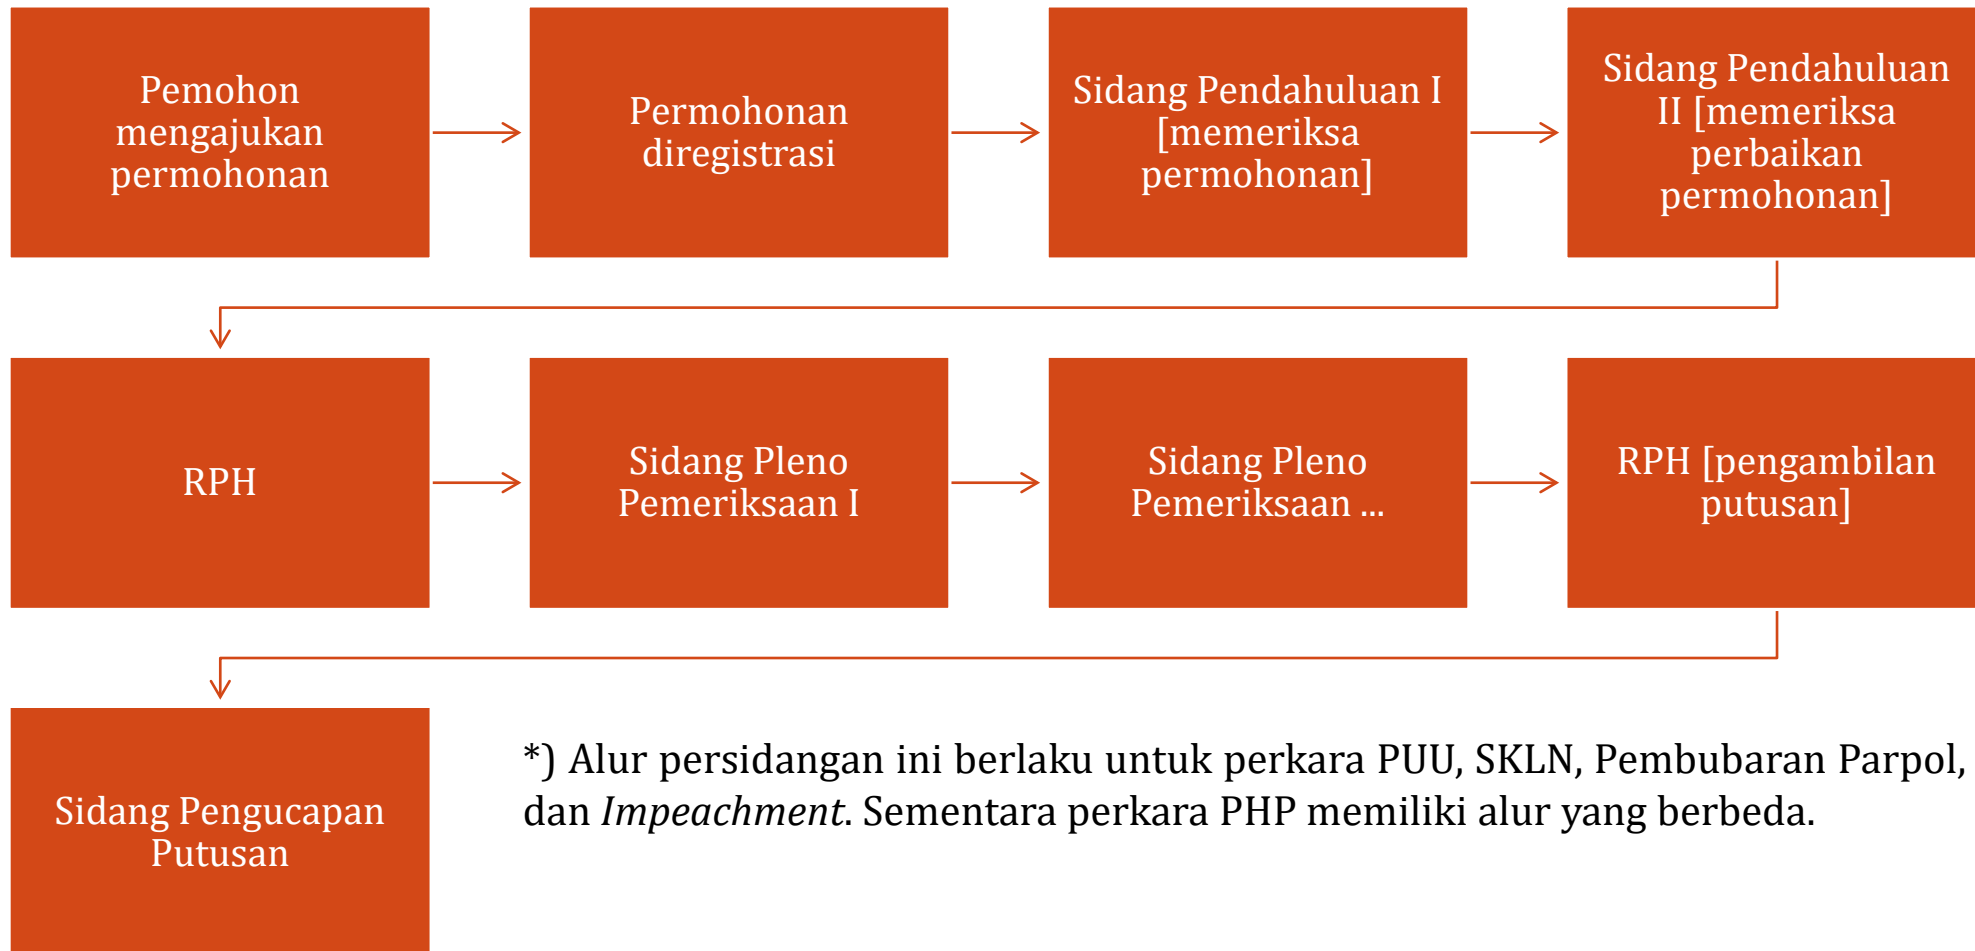 Pemohon
mengajukan
permohonan
Permohonan
diregistrasi
Sidang Pendahuluan I
[memeriksa
permohonan]
Sidang Pendahuluan
II [memeriksa
perbaikan
permohonan]
RPH
Sidang Pleno
Pemeriksaan I
Sidang Pleno
Pemeriksaan ...
RPH [pengambilan
putusan]
Sidang Pengucapan
Putusan
*) Alur persidangan ini berlaku untuk perkara PUU, SKLN, Pembubaran Parpol,
dan Impeachment. Sementara perkara PHP memiliki alur yang berbeda.